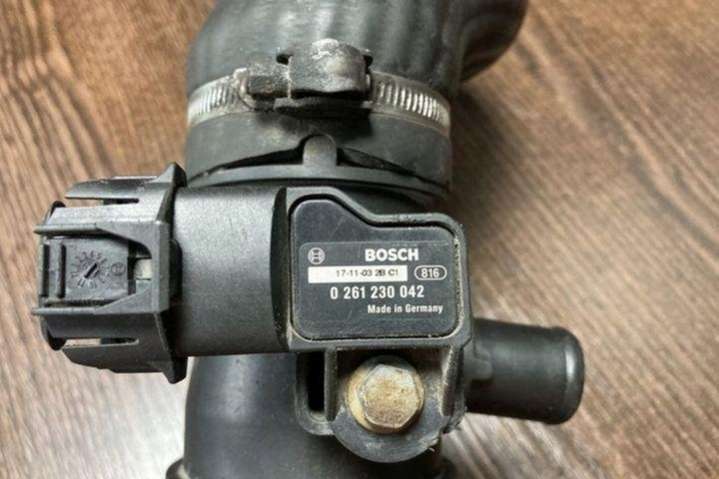 BOSCH
17-11-03 2B C1 816
0 261 230 042
Made in Germany